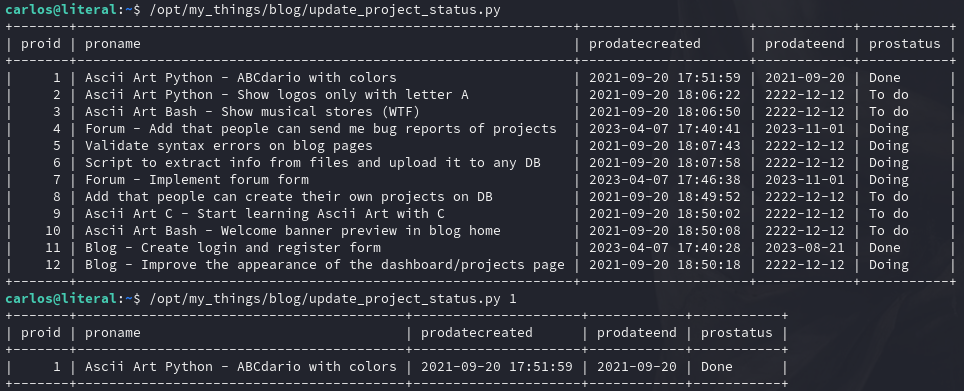 carlos@literal:~$ /opt/my_things/blog/update_project_status.py
+-------+------------------------------------------------------------+---------------------+------------+-----------+
| proid | proname                                                    | prodatecreated      | prodateend | prostatus |
+-------+------------------------------------------------------------+---------------------+------------+-----------+
|     1 | Ascii Art Python - ABCdario with colors                    | 2021-09-20 17:51:59 | 2021-09-20 | Done      |
|     2 | Ascii Art Python - Show logos only with letter A           | 2021-09-20 18:06:22 | 2222-12-12 | To do     |
|     3 | Ascii Art Bash - Show musical stores (WTF)                 | 2021-09-20 18:06:50 | 2222-12-12 | To do     |
|     4 | Forum - Add that people can send me bug reports of projects | 2023-04-07 17:40:41 | 2023-11-01 | Doing     |
|     5 | Validate syntax errors on blog pages                       | 2021-09-20 18:07:43 | 2222-12-12 | Doing     |
|     6 | Script to extract info from files and upload it to any DB  | 2021-09-20 18:07:58 | 2222-12-12 | Doing     |
|     7 | Forum - Implement forum form                               | 2023-04-07 17:46:38 | 2023-11-01 | Doing     |
|     8 | Add that people can create their own projects on DB        | 2021-09-20 18:49:52 | 2222-12-12 | To do     |
|     9 | Ascii Art C - Start learning Ascii Art with C              | 2021-09-20 18:50:02 | 2222-12-12 | To do     |
|    10 | Ascii Art Bash - Welcome banner preview in blog home       | 2021-09-20 18:50:08 | 2222-12-12 | To do     |
|    11 | Blog - Create login and register form                      | 2023-04-07 17:40:28 | 2023-08-21 | Done      |
|    12 | Blog - Improve the appearance of the dashboard/projects page | 2021-09-20 18:50:18 | 2222-12-12 | Doing     |
+-------+------------------------------------------------------------+---------------------+------------+-----------+
carlos@literal:~$ /opt/my_things/blog/update_project_status.py 1
+-------+-----------------------------------------+---------------------+------------+-----------+
| proid | proname                                 | prodatecreated      | prodateend | prostatus |
+-------+-----------------------------------------+---------------------+------------+-----------+
|     1 | Ascii Art Python - ABCdario with colors | 2021-09-20 17:51:59 | 2021-09-20 | Done      |
+-------+-----------------------------------------+---------------------+------------+-----------+